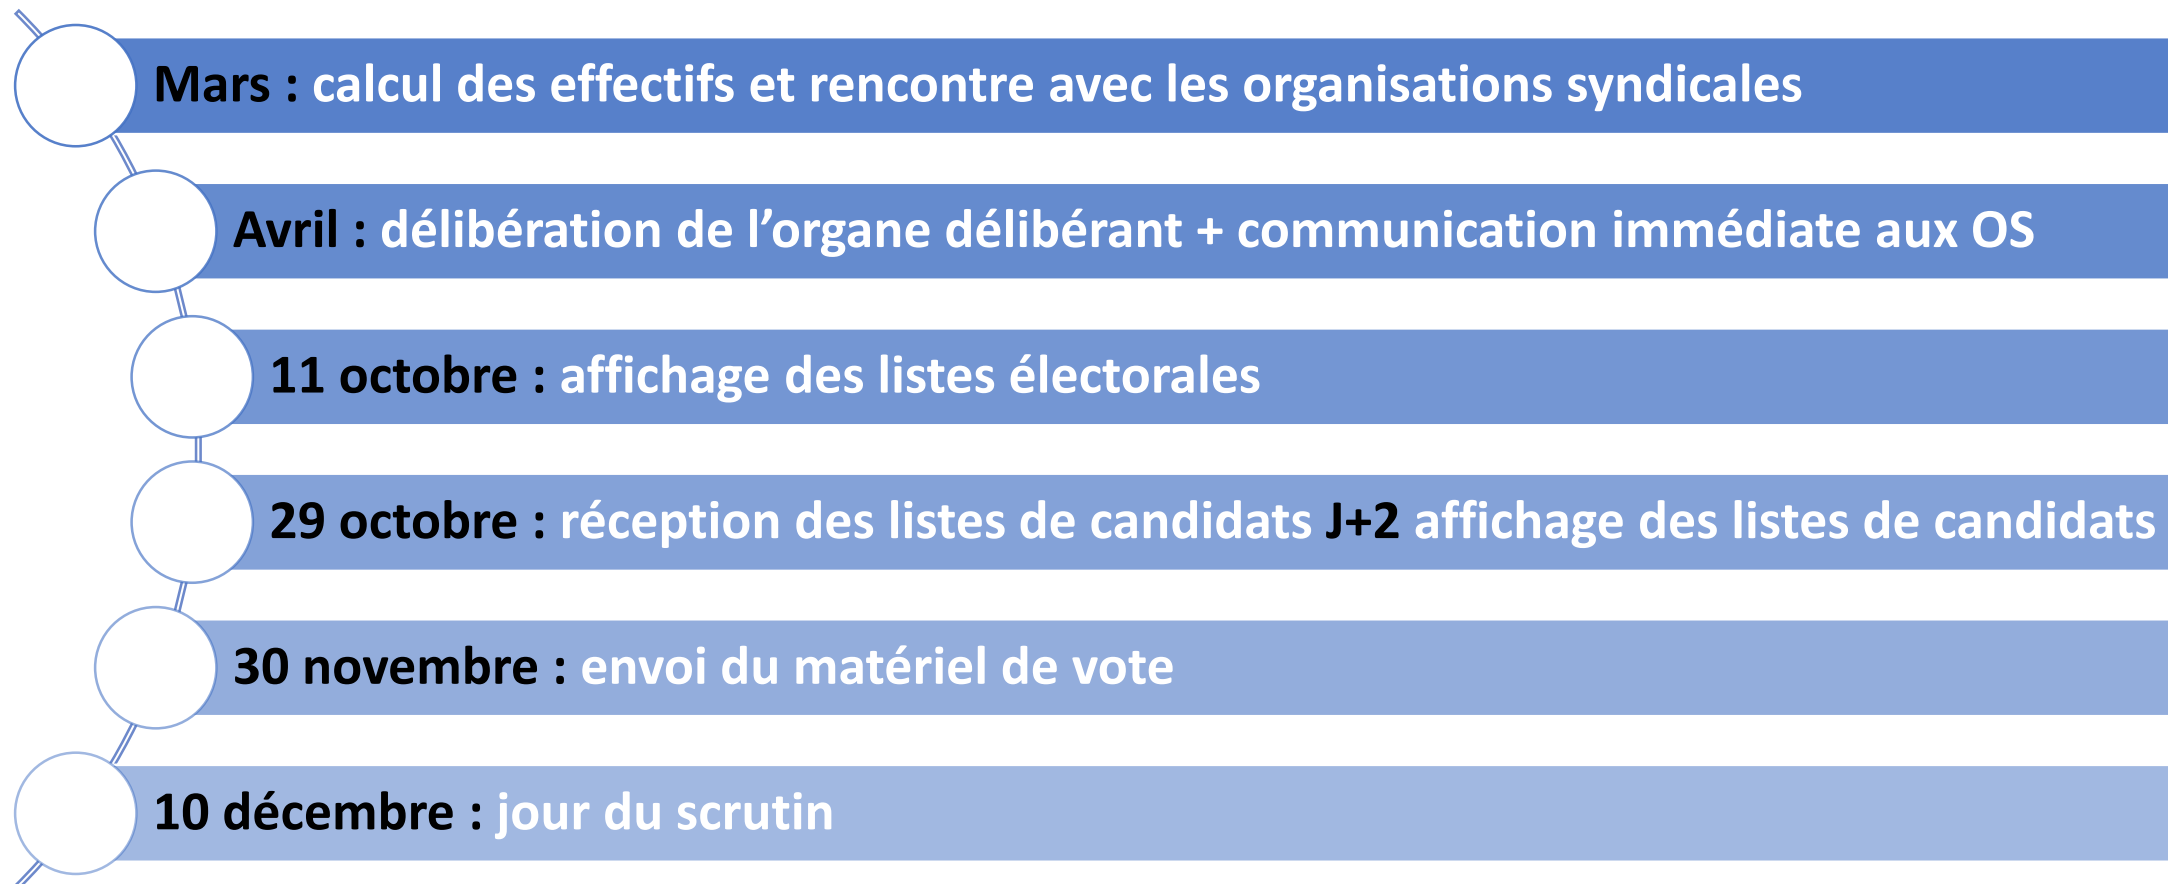 Mars : calcul des effectifs et rencontre avec les organisations syndicales
Avril : délibération de l’organe délibérant + communication immédiate aux OS
11 octobre : affichage des listes électorales
29 octobre : réception des listes de candidats J+2 affichage des listes de candidats
30 novembre : envoi du matériel de vote
10 décembre : jour du scrutin